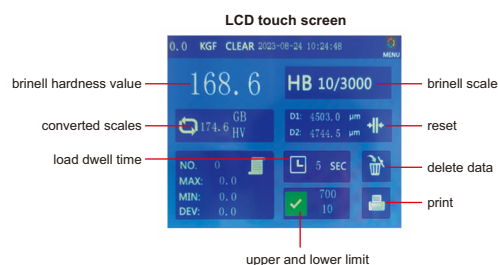 LCD touch screen
0.0 KGF CLEAR 2023-08-24 10:24:48
MENU
brinell hardness value
168.6
HB 10/3000
brinell scale
converted scales
174.6 GB
HV
D1: 4503.0 µm
D2: 4744.5 µm
reset
load dwell time
NO. 0
MAX: 0.0
MIN: 0.0
DEV: 0.0
5 SEC
delete data
700
10
print
upper and lower limit